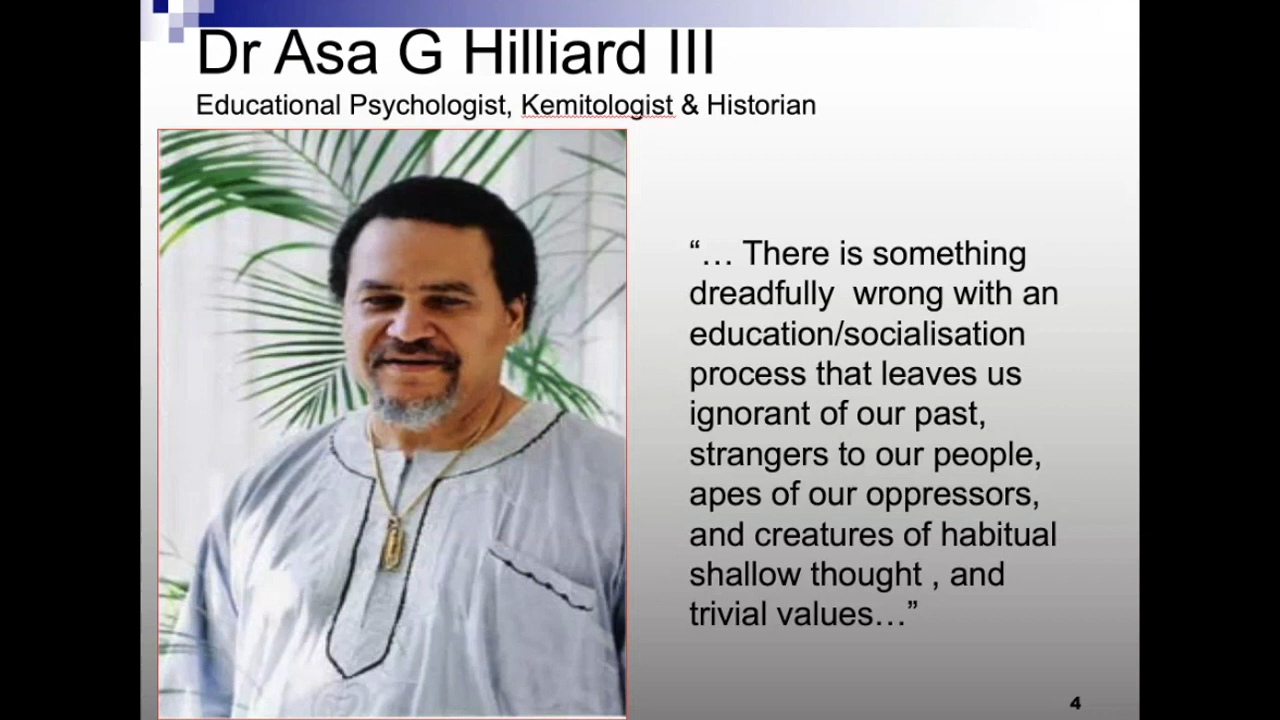 Dr Asa G Hilliard III
Educational Psychologist, Kemitologist & Historian
“… There is something
dreadfully  wrong with an
education/socialisation
process that leaves us
ignorant of our past,
strangers to our people,
apes of our oppressors,
and creatures of habitual
shallow thought , and
trivial values…”
4